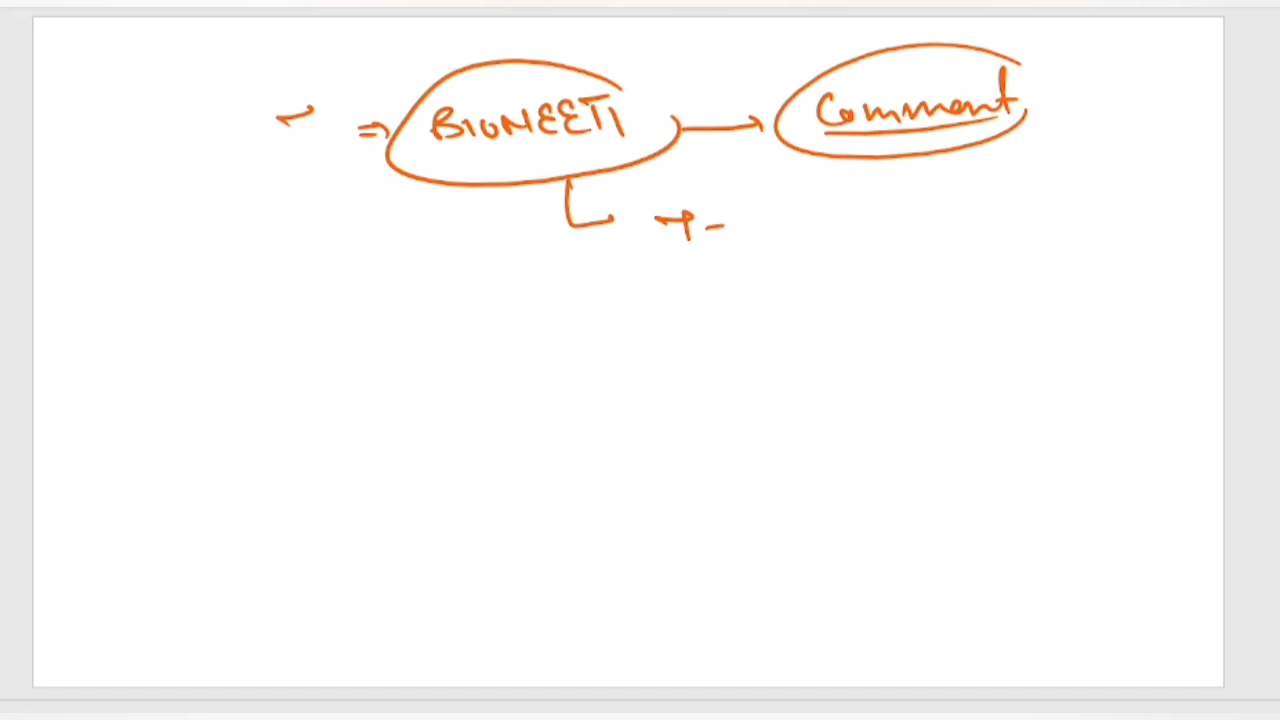 ⇒ BIONEETI → Comment